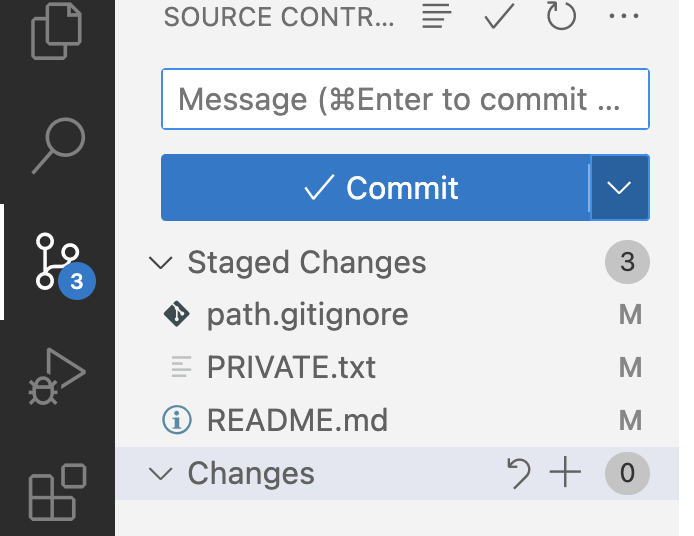 SOURCE CONTR...
Message (⌘Enter to commit ...
Commit
3
Staged Changes 3
path.gitignore M
PRIVATE.txt M
README.md M
Changes 0